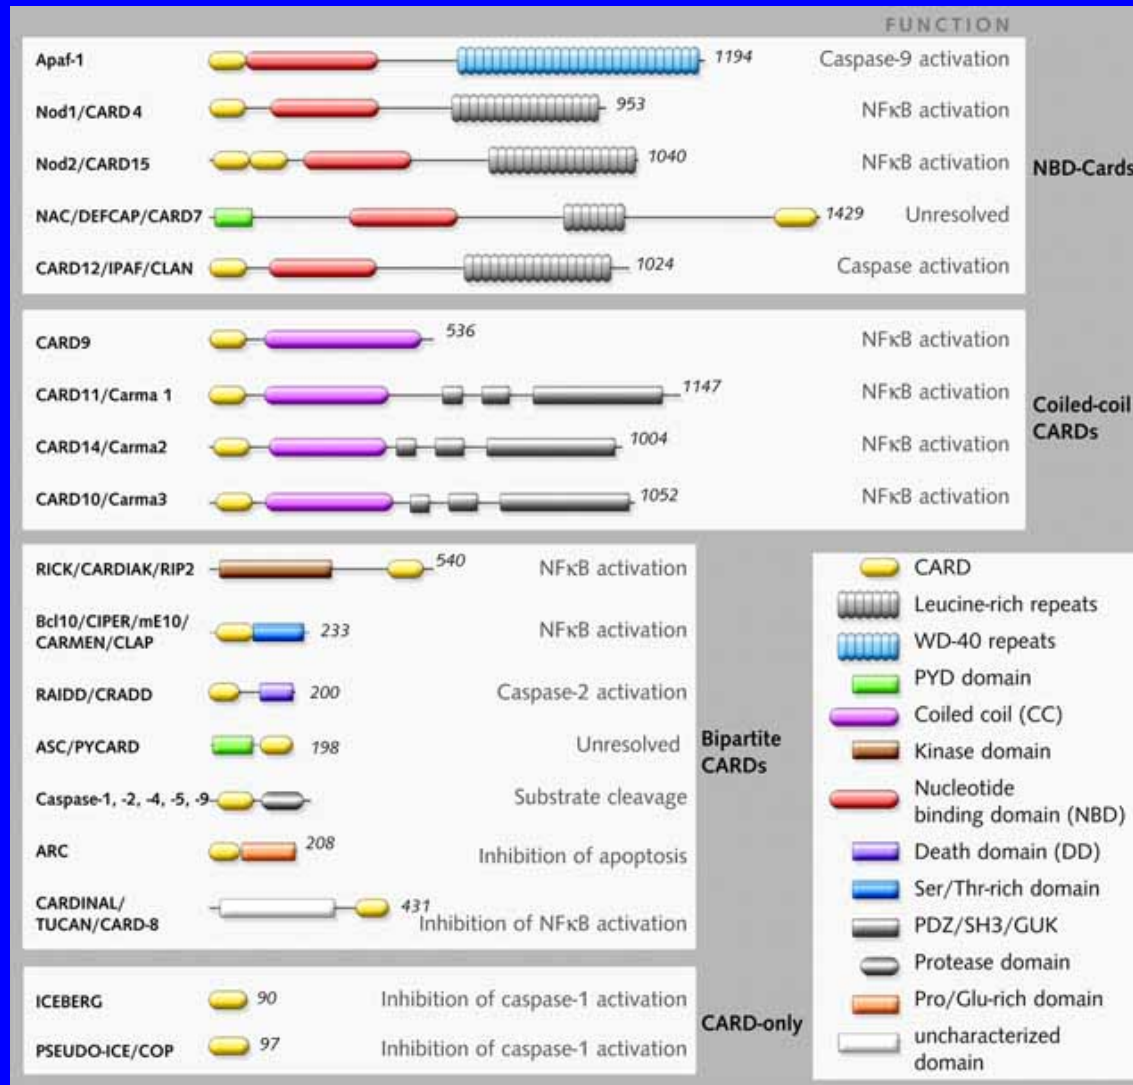 FUNCTION
Apaf-1 1194 Caspase-9 activation
Nod1/CARD4 953 NFκB activation
Nod2/CARD15 1040 NFκB activation
NBD-Cards
NAC/DEFCAP/CARD7 1429 Unresolved
CARD12/IPAF/CLAN 1024 Caspase activation
CARD9 536 NFκB activation
CARD11/Carma 1 1147 NFκB activation
Coiled-coil
CARDs
CARD14/Carma2 1004 NFκB activation
CARD10/Carma3 1052 NFκB activation
RICK/CARDIAK/RIP2 540 NFκB activation
Bcl10/CIPER/mE10/
CARMEN/CLAP 233 NFκB activation
RAIDD/CRADD 200 Caspase-2 activation
ASC/PYCARD 198 Unresolved
Bipartite
CARDs
Caspase-1, -2, -4, -5, -9 Substrate cleavage
ARC 208 Inhibition of apoptosis
CARDINAL/
TUCAN/CARD-8 431 Inhibition of NFκB activation
ICEBERG 90 Inhibition of caspase-1 activation
CARD-only
PSEUDO-ICE/COP 97 Inhibition of caspase-1 activation
CARD
Leucine-rich repeats
WD-40 repeats
PYD domain
Coiled coil (CC)
Kinase domain
Nucleotide
binding domain (NBD)
Death domain (DD)
Ser/Thr-rich domain
PDZ/SH3/GUK
Protease domain
Pro/Glu-rich domain
uncharacterized
domain